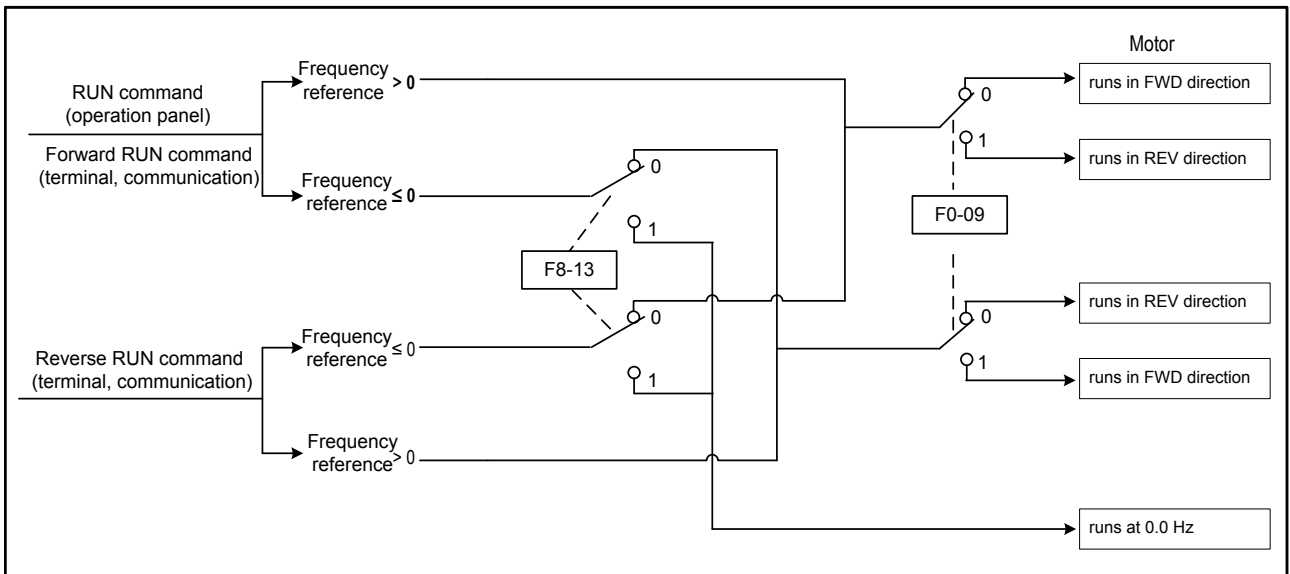 Motor
RUN command
(operation panel)
Forward RUN command
(terminal, communication)
Frequency
reference > 0
Frequency
reference ≤ 0
0
1
F8-13
0
1
Reverse RUN command
(terminal, communication)
Frequency
reference ≤ 0
Frequency
reference > 0
0
1
F0-09
0
1
runs in FWD direction
runs in REV direction
runs in REV direction
runs in FWD direction
runs at 0.0 Hz